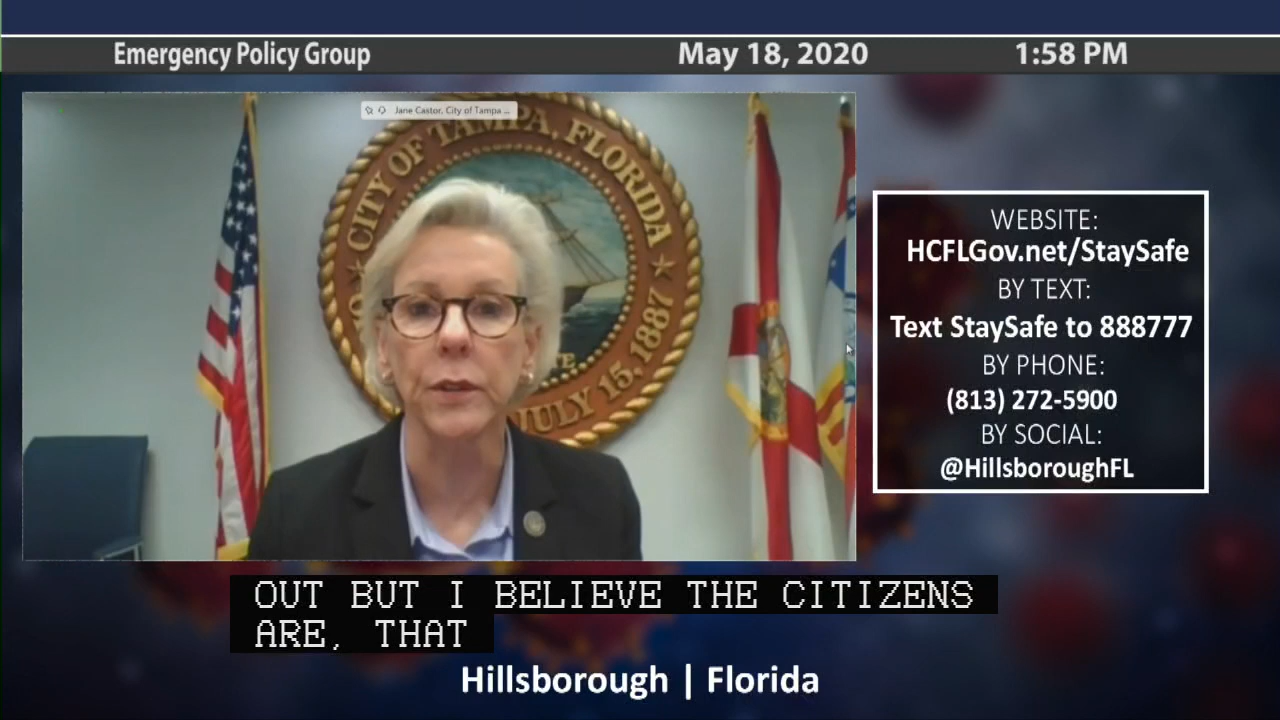 Emergency Policy Group
May 18, 2020
1:58 PM
Jane Castor, City of Tampa ...
CITY OF TAMPA, FLORIDA
JULY 15, 1887
WEBSITE:
HCFLGov.net/StaySafe
BY TEXT:
Text StaySafe to 888777
BY PHONE:
(813) 272-5900
BY SOCIAL:
@HillsboroughFL
OUT BUT I BELIEVE THE CITIZENS
ARE, THAT
Hillsborough | Florida